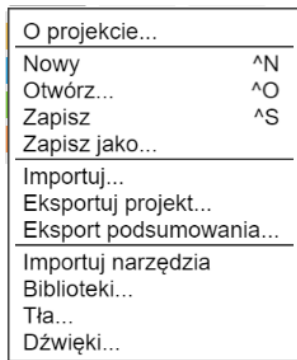 O projekcie...
Nowy ^N
Otwórz... ^O
Zapisz ^S
Zapisz jako...
Importuj...
Eksportuj projekt...
Eksport podsumowania...
Importuj narzędzia
Biblioteki...
Tła...
Dźwięki...